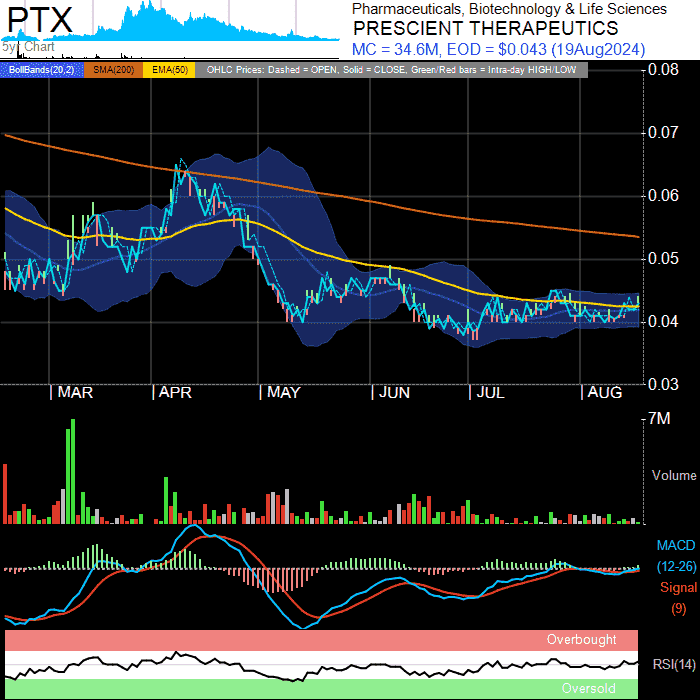 PTX
5yr Chart
Pharmaceuticals, Biotechnology & Life Sciences
PRESCIENT THERAPEUTICS
MC = 34.6M, EOD = $0.043 (19Aug2024)
BollBands(20,2) SMA(200) EMA(50) OHLC Prices: Dashed = OPEN, Solid = CLOSE, Green/Red bars = Intra-day HIGH/LOW
0.08
0.07
0.06
0.05
0.04
0.03
MAR APR MAY JUN JUL AUG
7M
Volume
MACD
(12-26)
Signal
(9)
Overbought
RSI(14)
Oversold